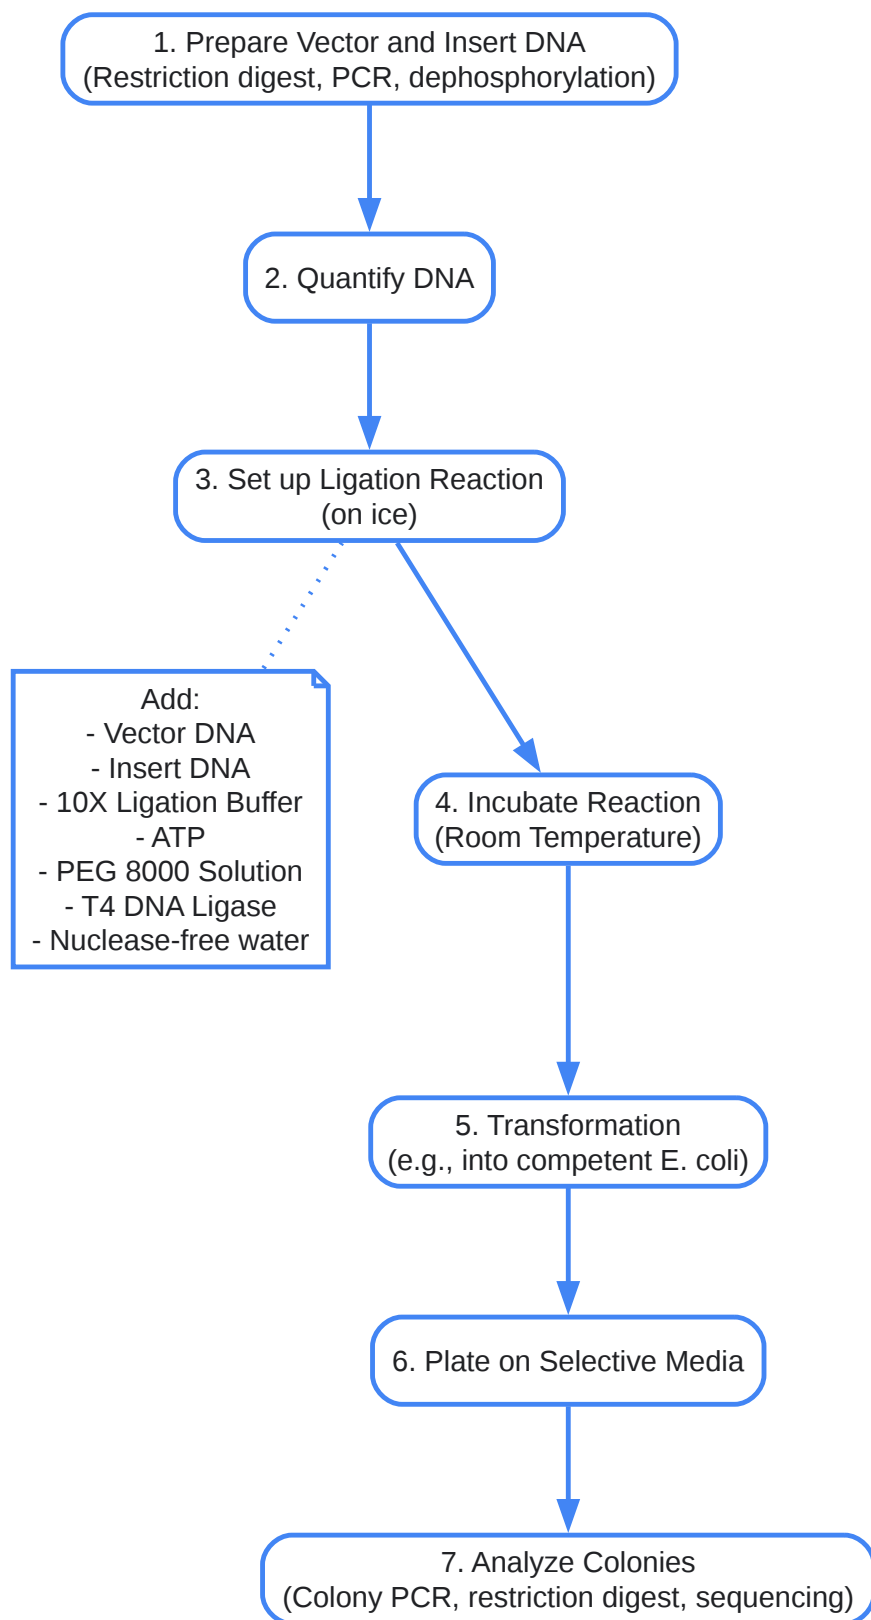 1. Prepare Vector and Insert DNA
(Restriction digest, PCR, dephosphorylation)
2. Quantify DNA
3. Set up Ligation Reaction
(on ice)
Add:
- Vector DNA
- Insert DNA
- 10X Ligation Buffer
- ATP
- PEG 8000 Solution
- T4 DNA Ligase
- Nuclease-free water
4. Incubate Reaction
(Room Temperature)
5. Transformation
(e.g., into competent E. coli)
6. Plate on Selective Media
7. Analyze Colonies
(Colony PCR, restriction digest, sequencing)